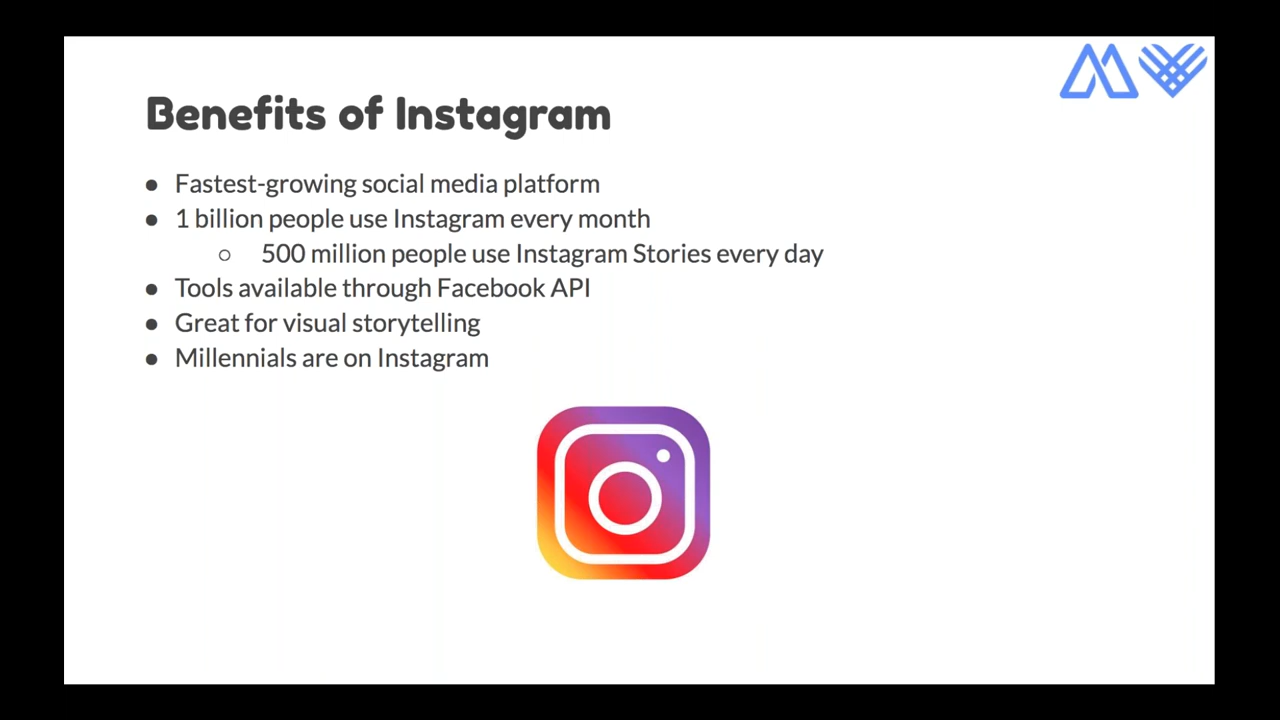 Benefits of Instagram
● Fastest-growing social media platform
● 1 billion people use Instagram every month
○ 500 million people use Instagram Stories every day
● Tools available through Facebook API
● Great for visual storytelling
● Millennials are on Instagram